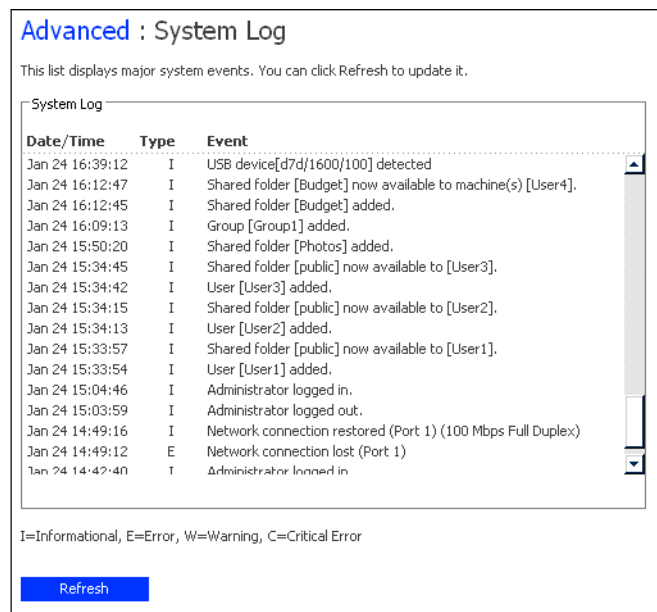 Advanced : System Log
This list displays major system events. You can click Refresh to update it.
System Log
Date/Time Type Event
Jan 24 16:39:12 I USB device[d7d/1600/100] detected
Jan 24 16:12:47 I Shared folder [Budget] now available to machine(s) [User4].
Jan 24 16:12:45 I Shared folder [Budget] added.
Jan 24 16:09:13 I Group [Group1] added.
Jan 24 15:50:20 I Shared folder [Photos] added.
Jan 24 15:34:45 I Shared folder [public] now available to [User3].
Jan 24 15:34:42 I User [User3] added.
Jan 24 15:34:15 I Shared folder [public] now available to [User2].
Jan 24 15:34:13 I User [User2] added.
Jan 24 15:33:57 I Shared folder [public] now available to [User1].
Jan 24 15:33:54 I User [User1] added.
Jan 24 15:04:46 I Administrator logged in.
Jan 24 15:03:59 I Administrator logged out.
Jan 24 14:49:16 I Network connection restored (Port 1) (100 Mbps Full Duplex)
Jan 24 14:49:12 E Network connection lost (Port 1)
Jan 24 14:42:40 I Administrator logged in
I=Informational, E=Error, W=Warning, C=Critical Error
Refresh